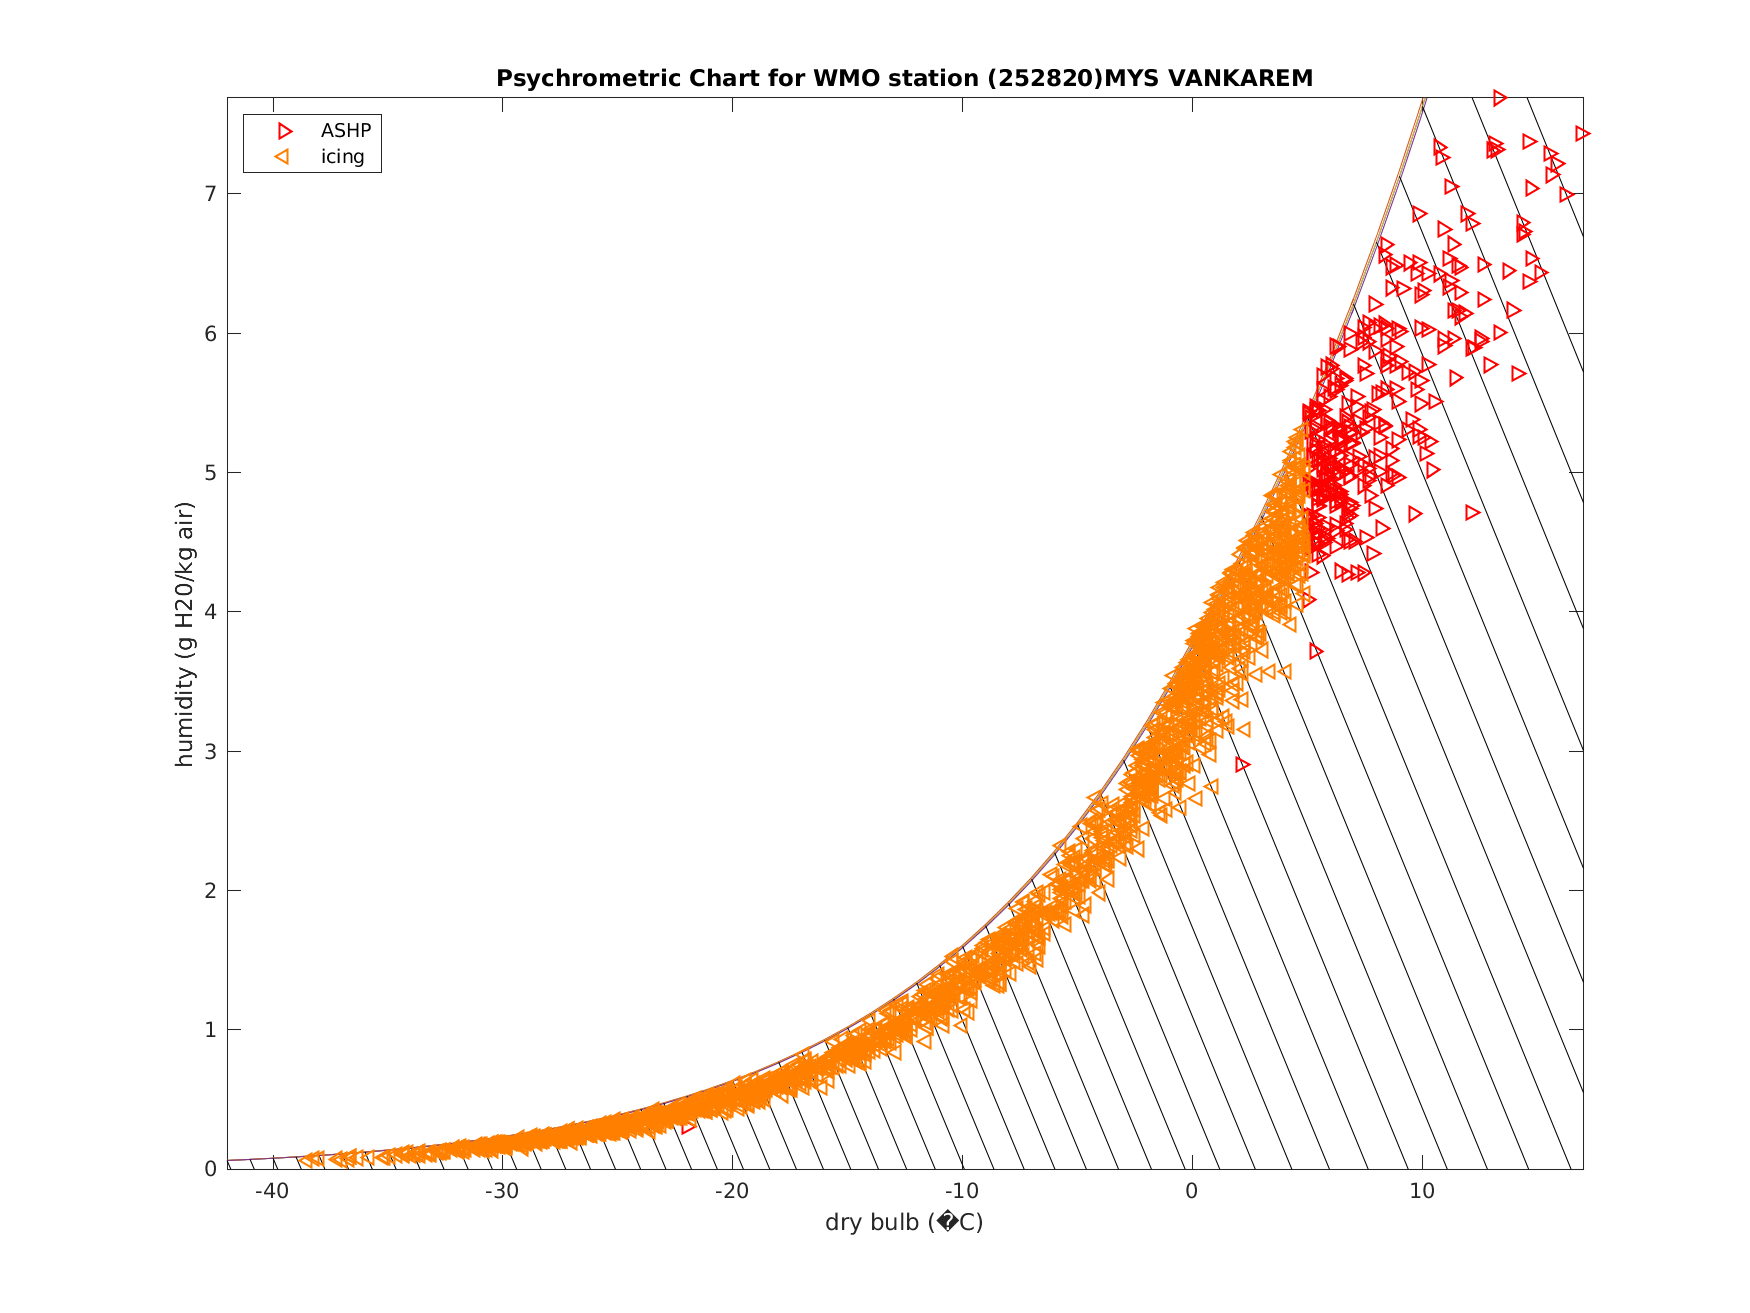 Psychrometric Chart for WMO station (252820)MYS VANKAREM
ASHP
icing
humidity (g H20/kg air)
7
6
5
4
3
2
1
0
-40 -30 -20 -10 0 10
dry bulb (�C)